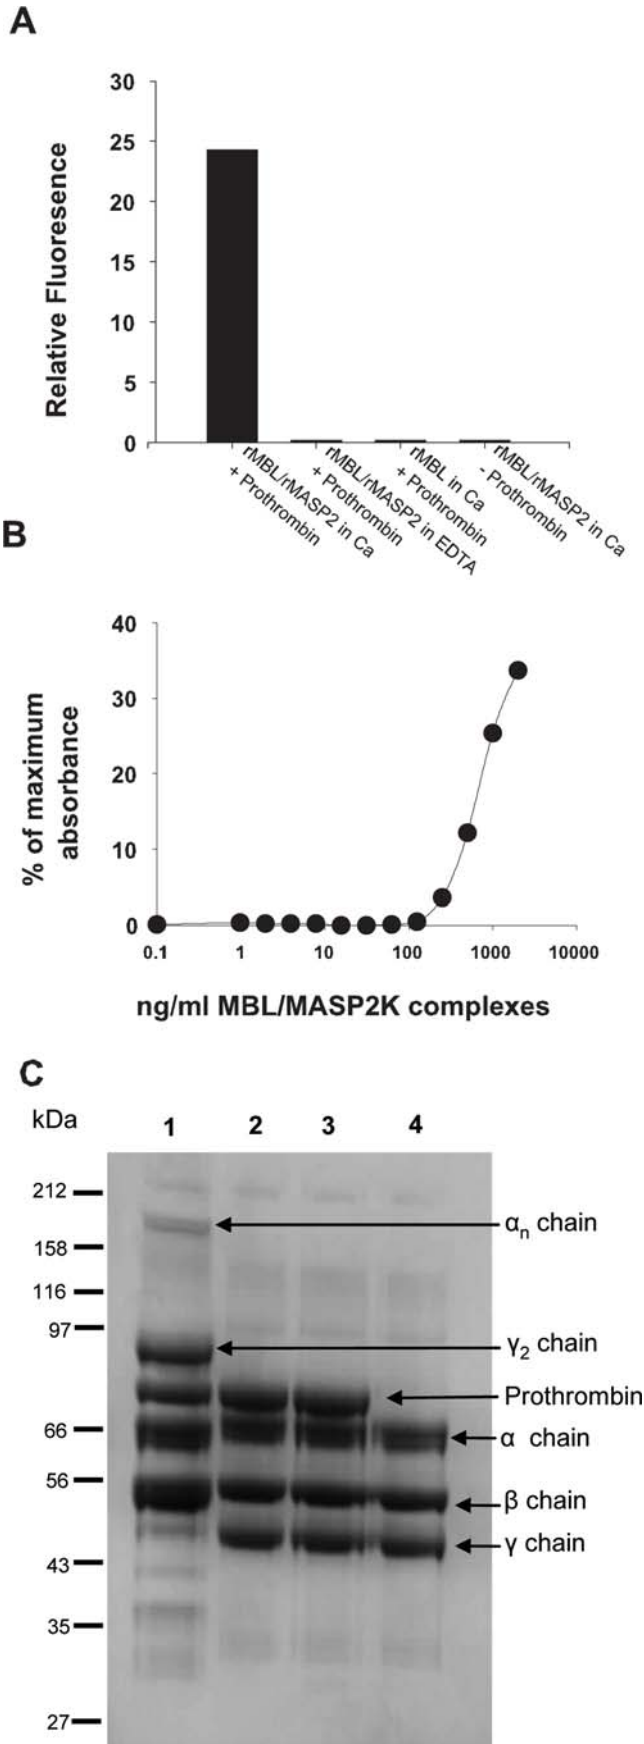 A
Relative Fluoresence
30
25
20
15
10
5
0
rMBL/rMASP2 in Ca
+ Prothrombin
rMBL/rMASP2 in EDTA
+ Prothrombin
rMBL in Ca
+ Prothrombin
rMBL/rMASP2 in Ca
- Prothrombin
B
% of maximum
absorbance
40
30
20
10
0
0.1 1 10 100 1000 10000
ng/ml MBL/MASP2K complexes
C
kDa 1 2 3 4
212
αn chain
158
116
97
γ2 chain
Prothrombin
66
α chain
56
β chain
γ chain
43
35
27